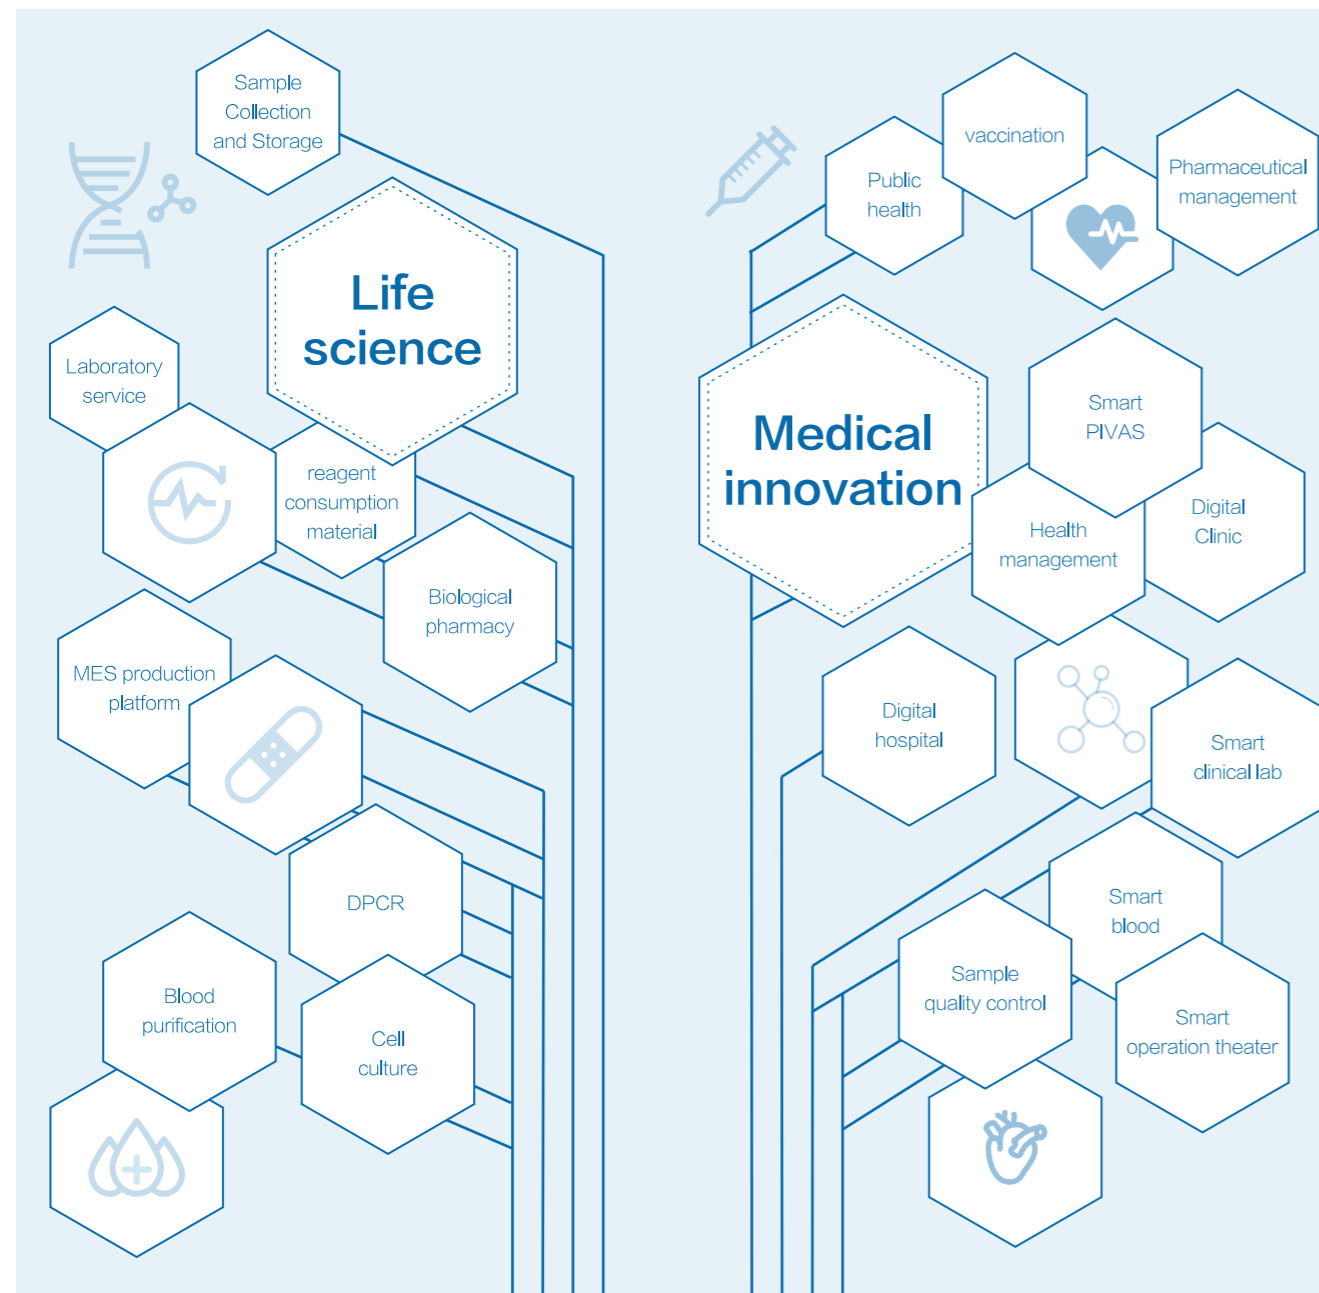 Sample
Collection
and Storage
Life
science
Laboratory
service
reagent
consumption
material
Biological
pharmacy
MES production
platform
DPCR
Blood
purification
Cell
culture
vaccination
Public
health
Pharmaceutical
management
Medical
innovation
Smart
PIVAS
Health
management
Digital
Clinic
Digital
hospital
Smart
clinical lab
Smart
blood
Sample
quality control
Smart
operation theater